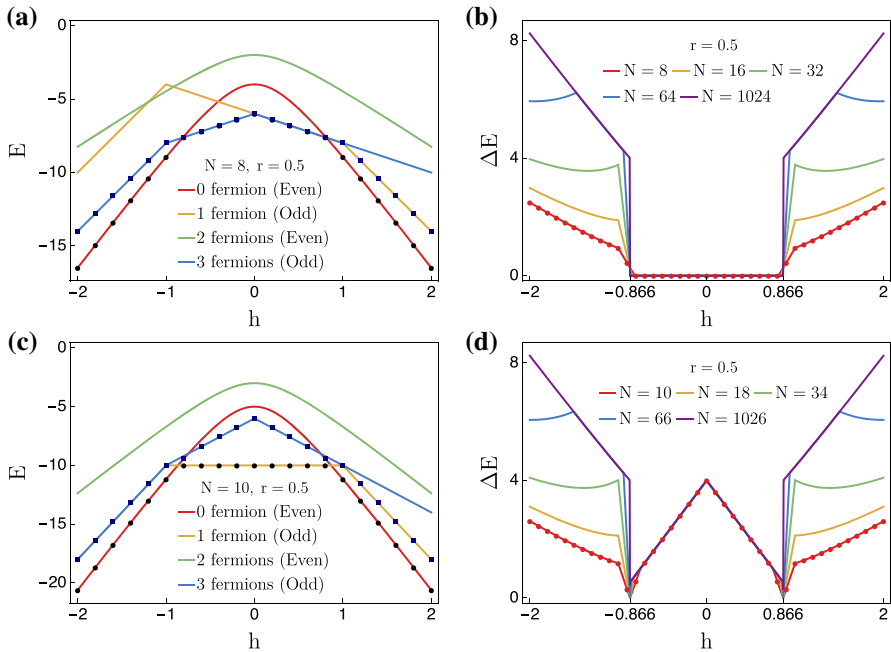 (a)
0
−5
−10
−15
E
N = 8, r = 0.5
0 fermion (Even)
1 fermion (Odd)
2 fermions (Even)
3 fermions (Odd)
−2 −1 0 1 2
h
(b)
8
4
0
ΔE
r = 0.5
N = 8 N = 16 N = 32
N = 64 N = 1024
−2 −0.866 0 0.866 2
h
(c)
0
−5
−10
−15
−20
E
N = 10, r = 0.5
0 fermion (Even)
1 fermion (Odd)
2 fermions (Even)
3 fermions (Odd)
−2 −1 0 1 2
h
(d)
8
4
0
ΔE
r = 0.5
N = 10 N = 18 N = 34
N = 66 N = 1026
−2 −0.866 0 0.866 2
h